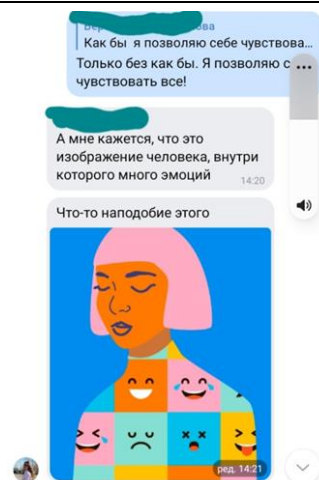 Как бы я позволяю себе чувствова...
Только без как бы. Я позволяю с
чувствовать все!
А мне кажется, что это
изображение человека, внутри
которого много эмоций
14:20
Что-то наподобие этого
ред. 14:21